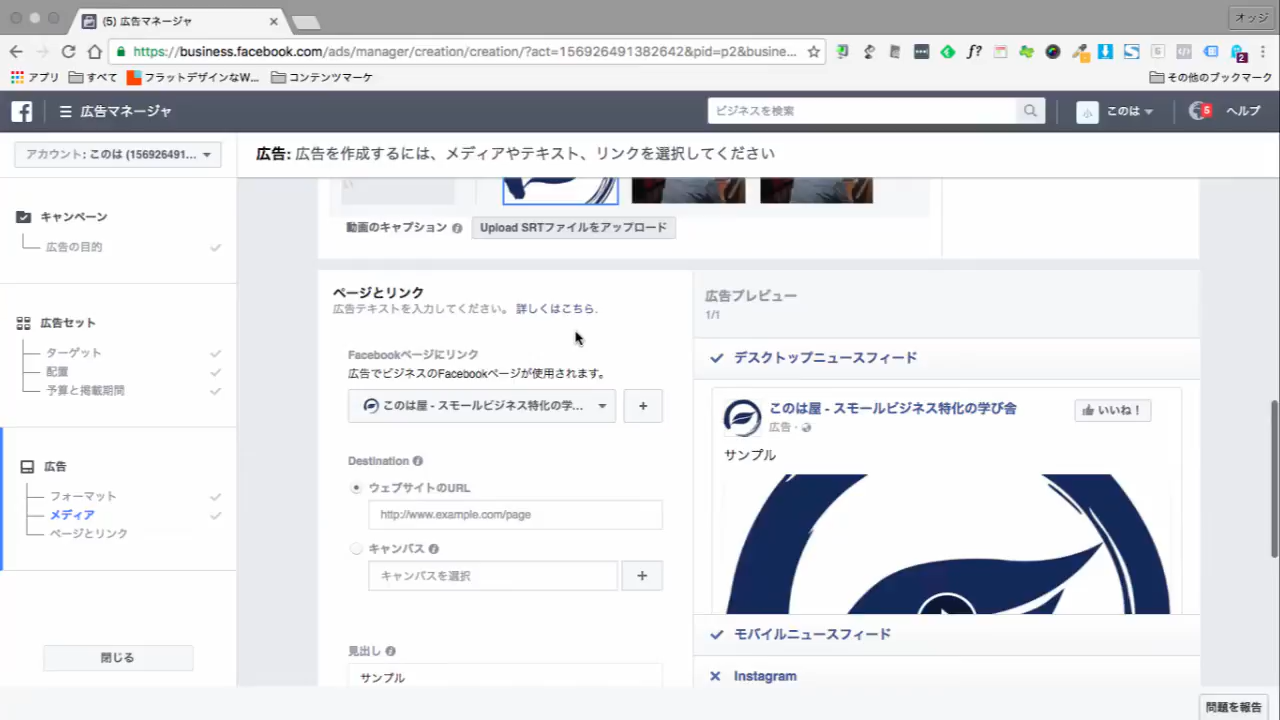 (5) 広告マネージャ
オッジ
https://business.facebook.com/ads/manager/creation/creation/?act=156926491382642&pid=p2&busine...
アプリ すべて フラットデザインなW... コンテンツマーケ その他のブックマーク
広告マネージャ
ビジネスを検索
このは
5
ヘルプ
アカウント: このは (156926491...
広告: 広告を作成するには、メディアやテキスト、リンクを選択してください
キャンペーン
広告の目的
広告セット
ターゲット
配置
予算と掲載期間
広告
フォーマット
メディア
ページとリンク
閉じる
動画のキャプション
Upload SRTファイルをアップロード
ページとリンク
広告テキストを入力してください。 詳しくはこちら.
Facebookページにリンク
広告でビジネスのFacebookページが使用されます。
このは屋 - スモールビジネス特化の学...
+
Destination
ウェブサイトのURL
http://www.example.com/page
キャンバス
キャンバスを選択
+
見出し
サンプル
広告プレビュー
1/1
デスクトップニュースフィード
このは屋 - スモールビジネス特化の学び舎
広告
いいね！
サンプル
モバイルニュースフィード
Instagram
問題を報告